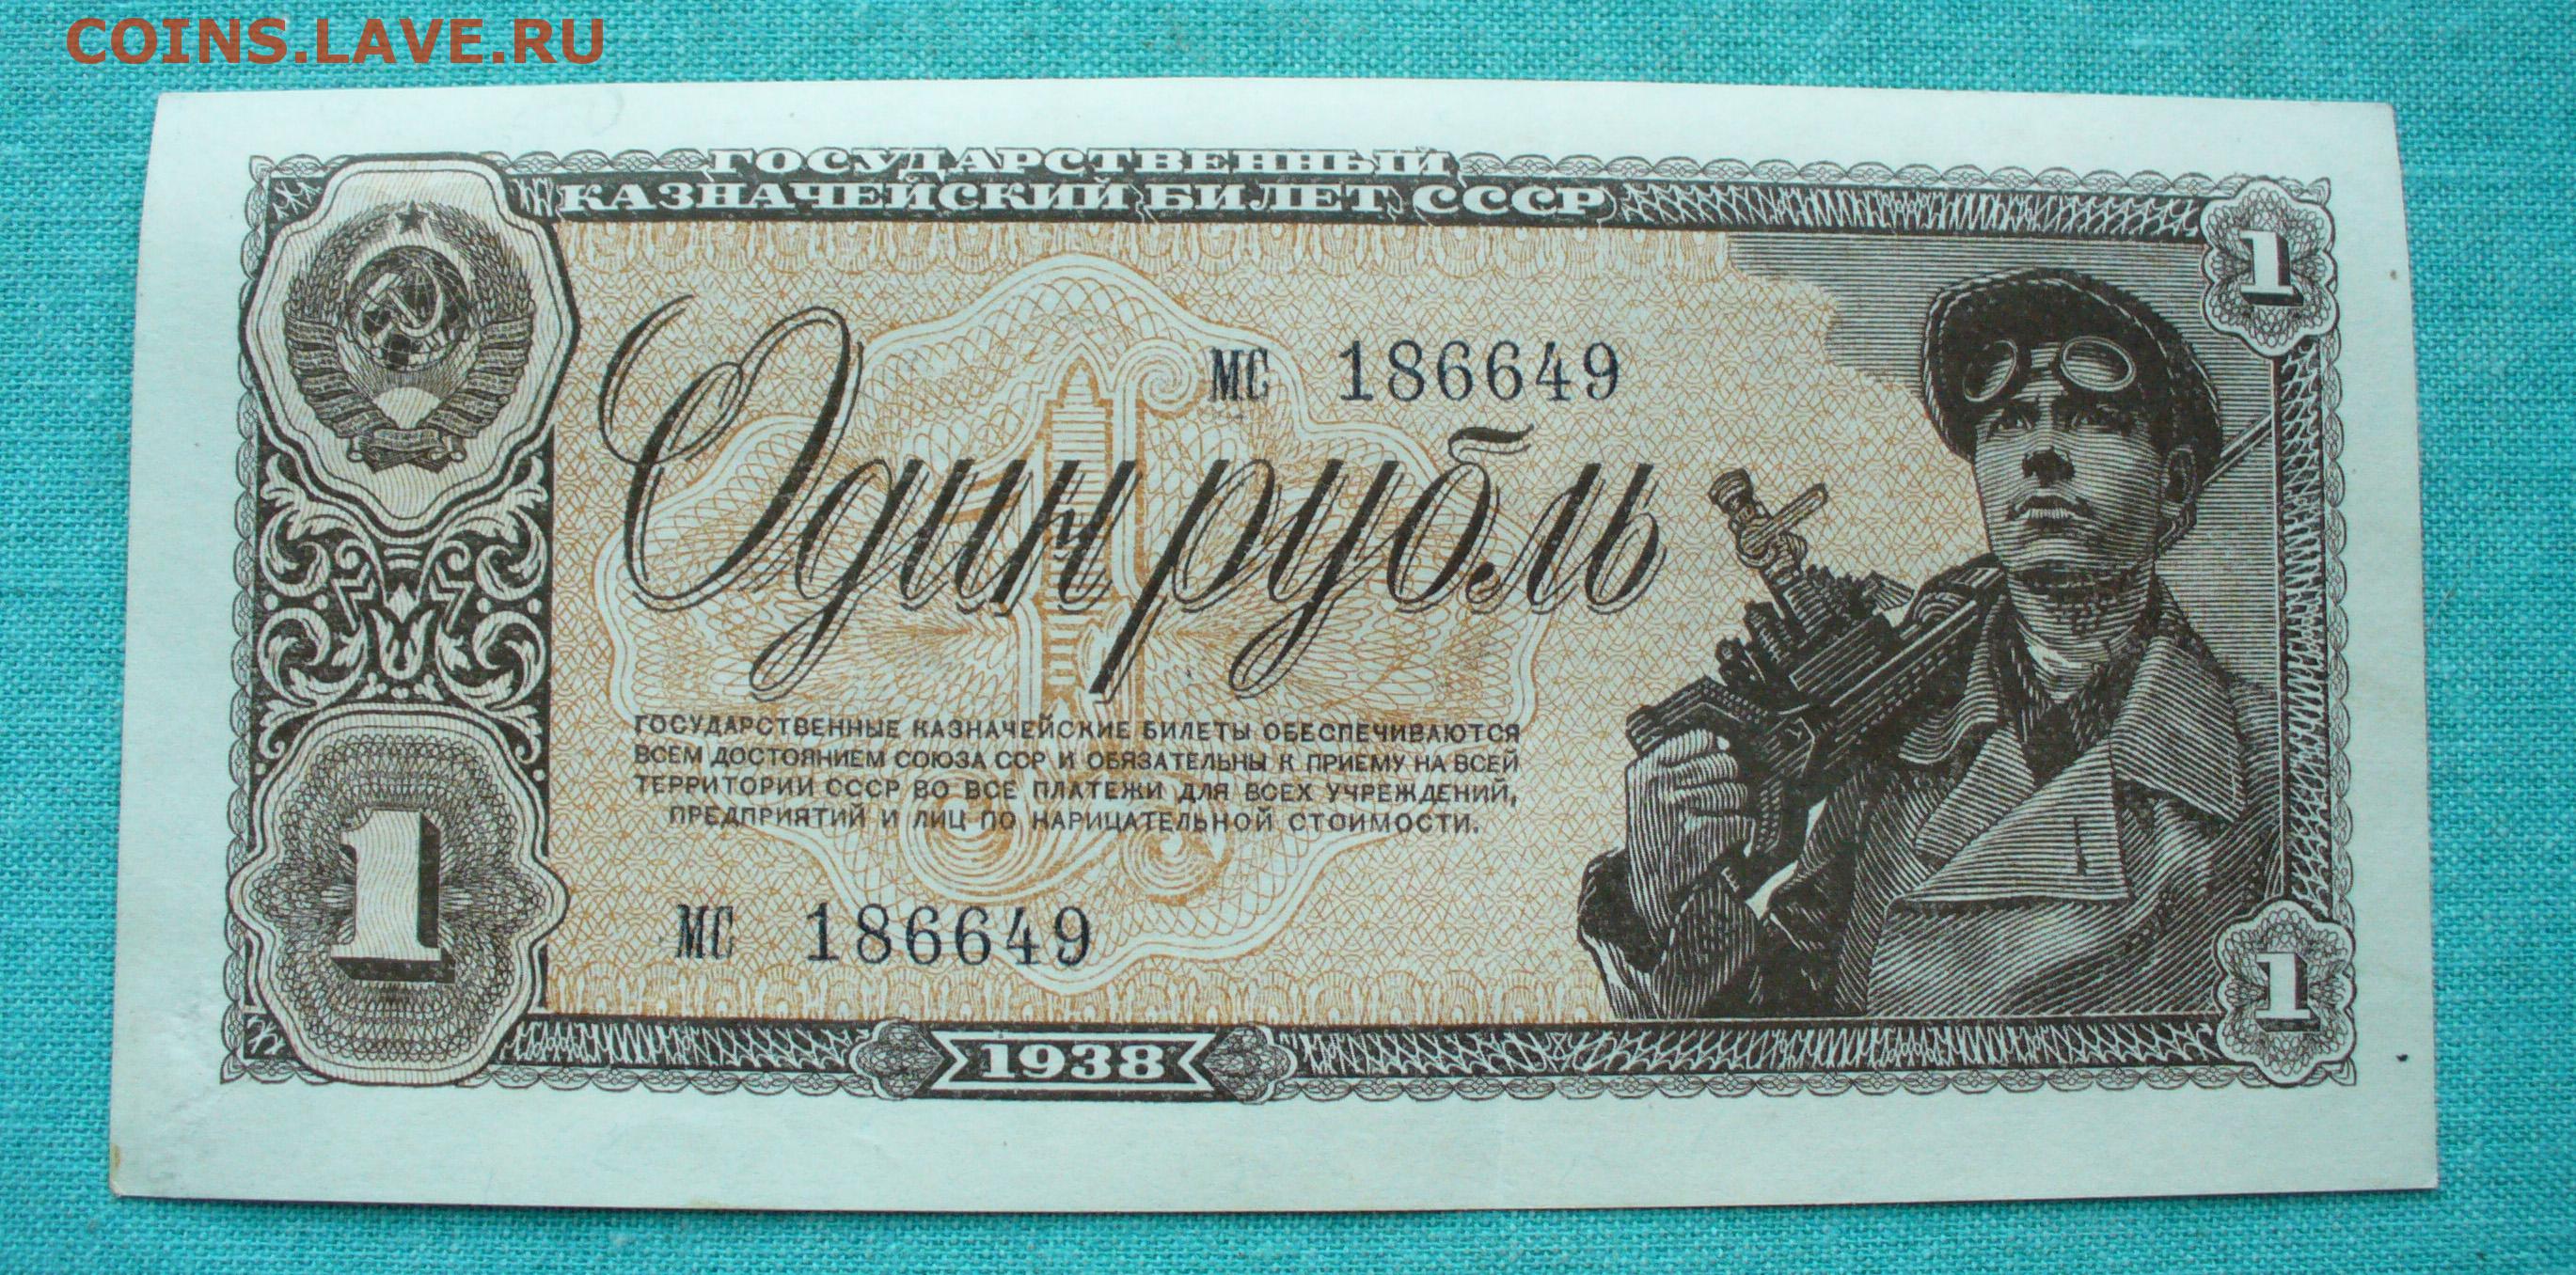 COINS.LAVE.RU
ГОСУДАРСТВЕННЫЙ
КАЗНАЧЕЙСКИЙ БИЛЕТ СССР
1
МС 186649
Один рубль
ГОСУДАРСТВЕННЫЕ КАЗНАЧЕЙСКИЕ БИЛЕТЫ ОБЕСПЕЧИВАЮТСЯ
ВСЕМ ДОСТОЯНИЕМ СОЮЗА ССР И ОБЯЗАТЕЛЬНЫ К ПРИЕМУ НА ВСЕЙ
ТЕРРИТОРИИ СССР ВО ВСЕ ПЛАТЕЖИ ДЛЯ ВСЕХ УЧРЕЖДЕНИЙ,
ПРЕДПРИЯТИЙ И ЛИЦ ПО НАРИЦАТЕЛЬНОЙ СТОИМОСТИ.
1
МС 186649
1
1938